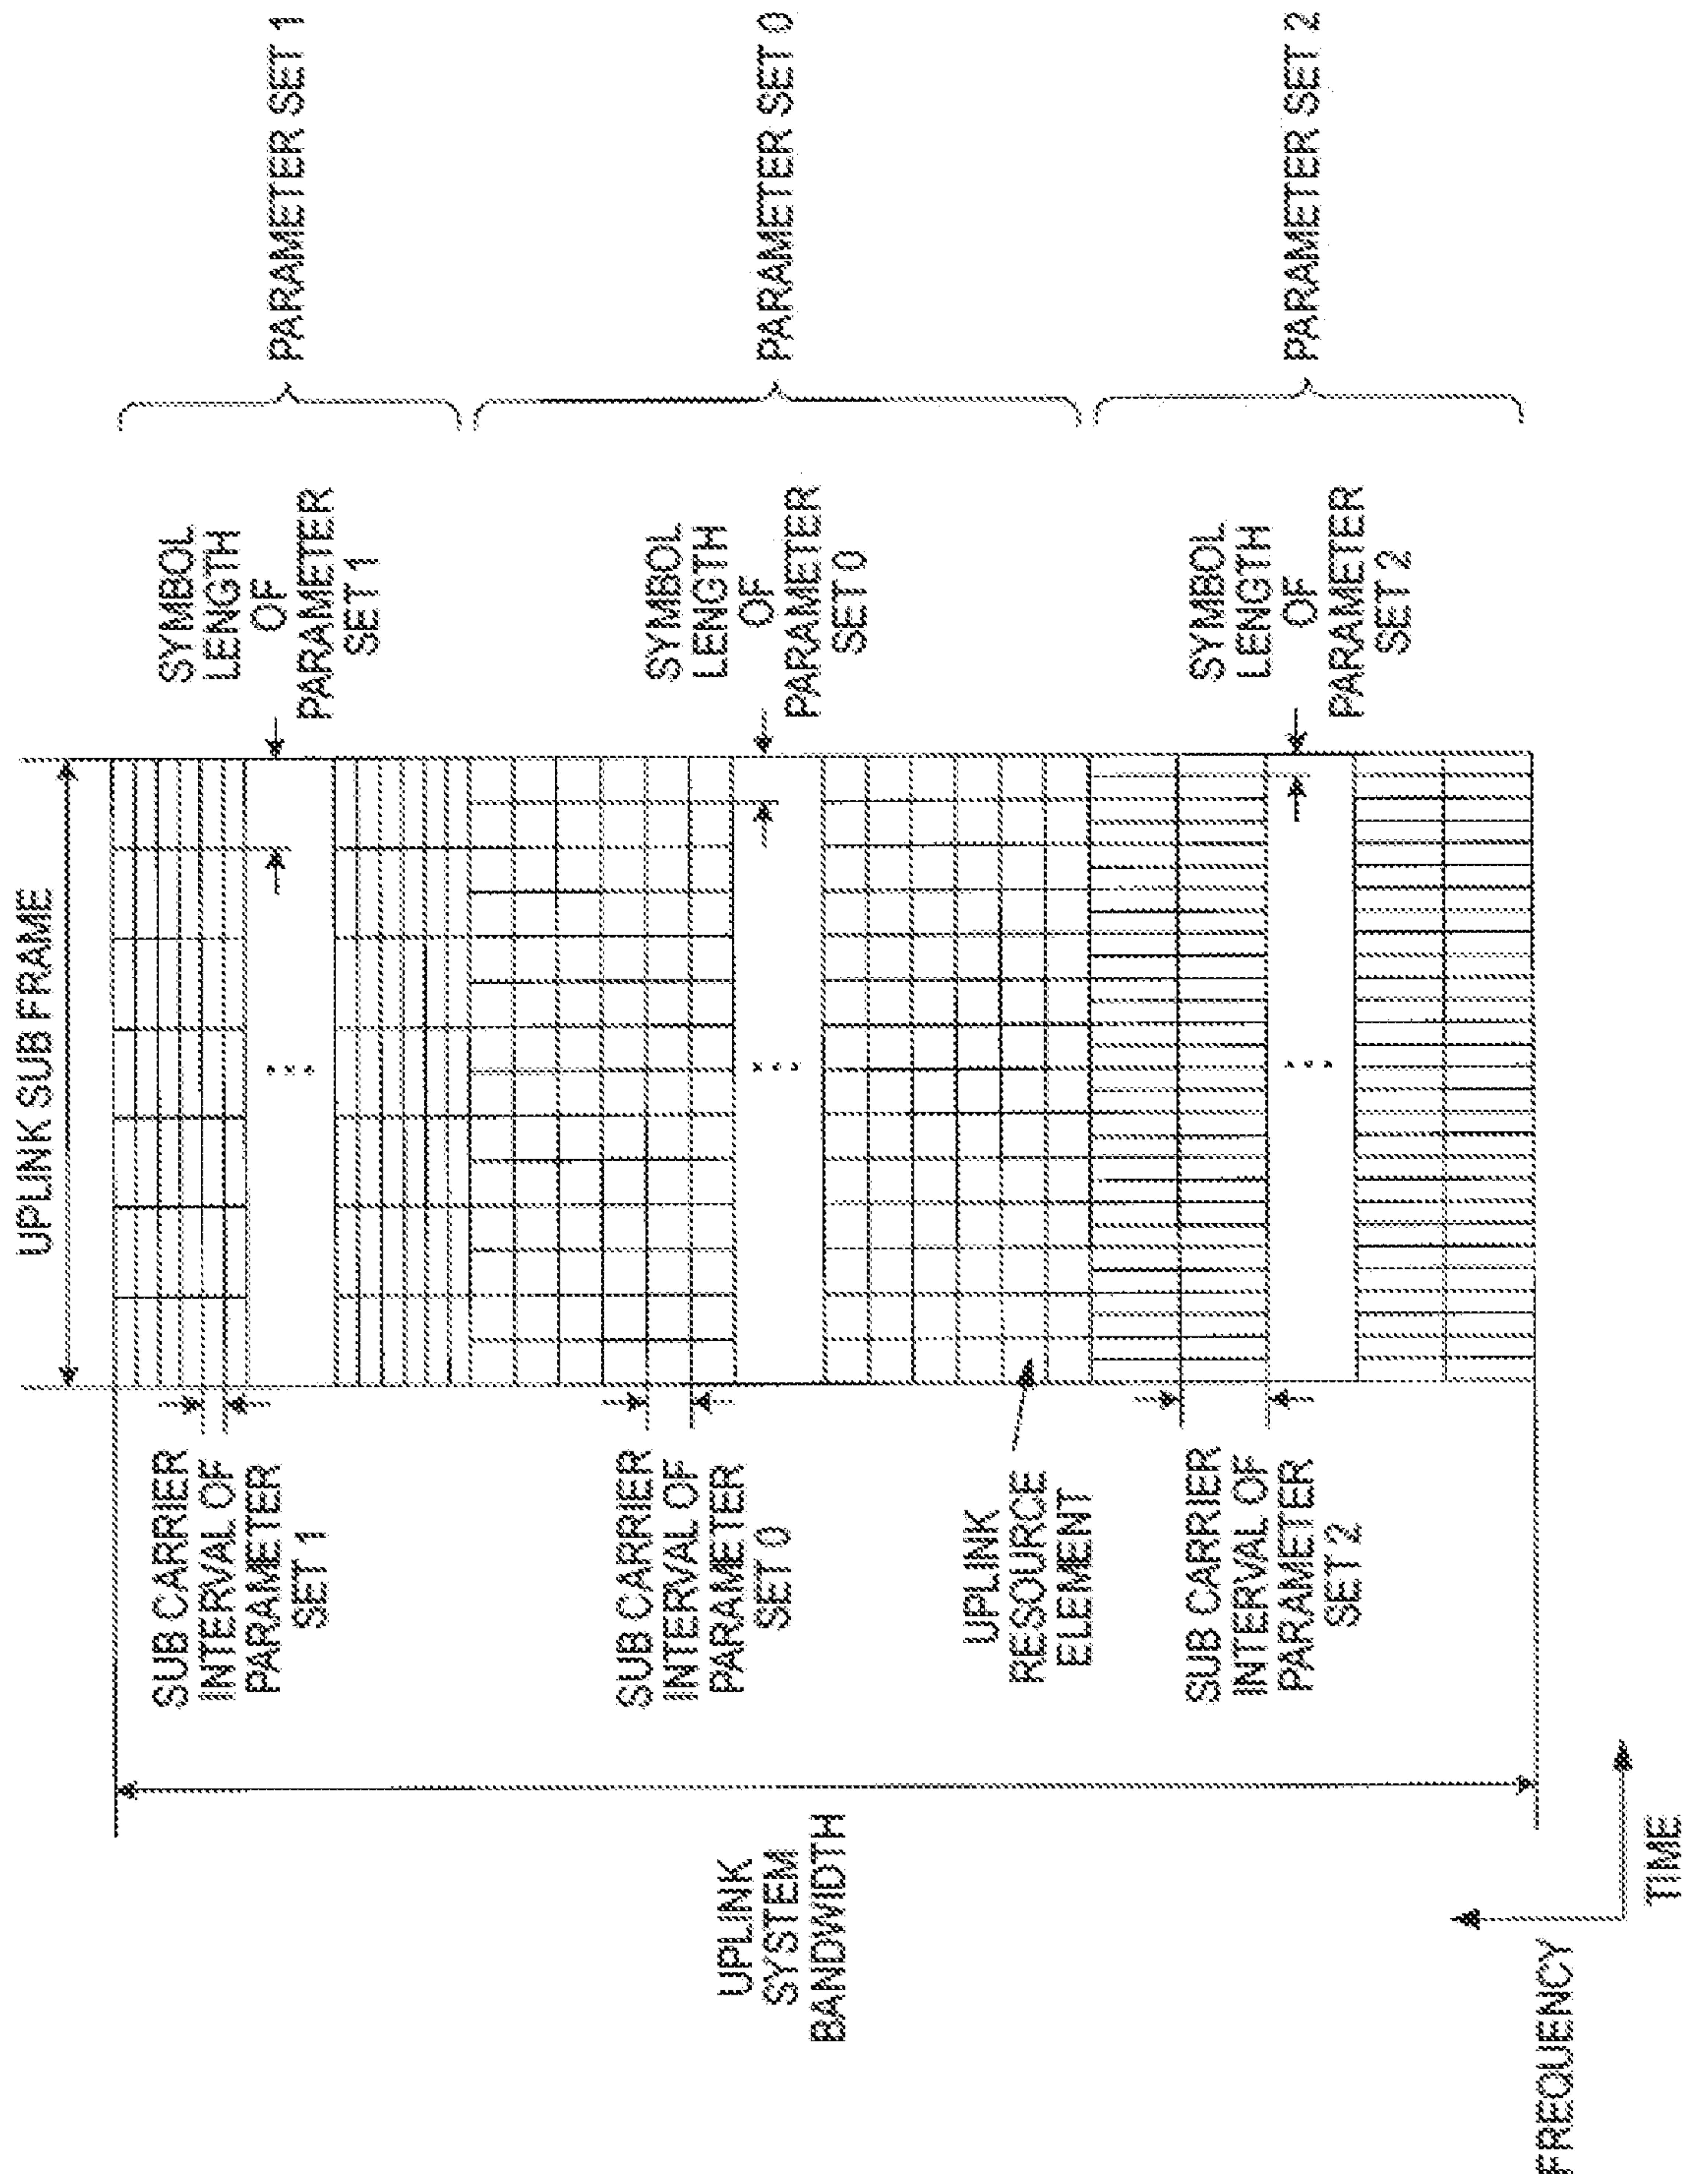 UPLINK SUB FRAME
SUB CARRIER
INTERVAL OF
PARAMETER
SET 1
SYMBOL
LENGTH
OF
PARAMETER
SET 1
PARAMETER SET 1
UPLINK
SYSTEM
BANDWIDTH
SUB CARRIER
INTERVAL OF
PARAMETER
SET 0
SYMBOL
LENGTH
OF
PARAMETER
SET 0
PARAMETER SET 0
UPLINK
RESOURCE
ELEMENT
SUB CARRIER
INTERVAL OF
PARAMETER
SET 2
SYMBOL
LENGTH
OF
PARAMETER
SET 2
PARAMETER SET 2
FREQUENCY
TIME